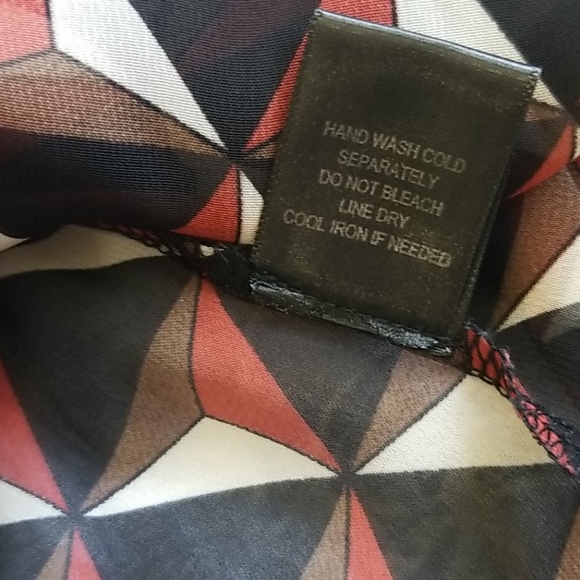 HAND WASH COLD
SEPARATELY
DO NOT BLEACH
LINE DRY
COOL IRON IF NEEDED